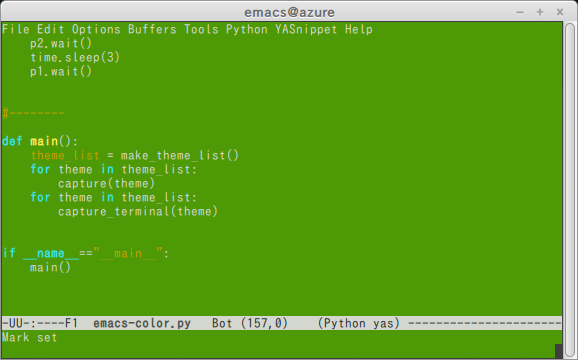 emacs@azure
File Edit Options Buffers Tools Python YASnippet Help
    p2.wait()
    time.sleep(3)
    p1.wait()
#--------
def main():
    theme_list = make_theme_list()
    for theme in theme_list:
        capture(theme)
    for theme in theme_list:
        capture_terminal(theme)
if __name__=="__main__":
    main()
-UU-:----F1  emacs-color.py   Bot (157,0)    (Python yas) ----------------------
Mark set